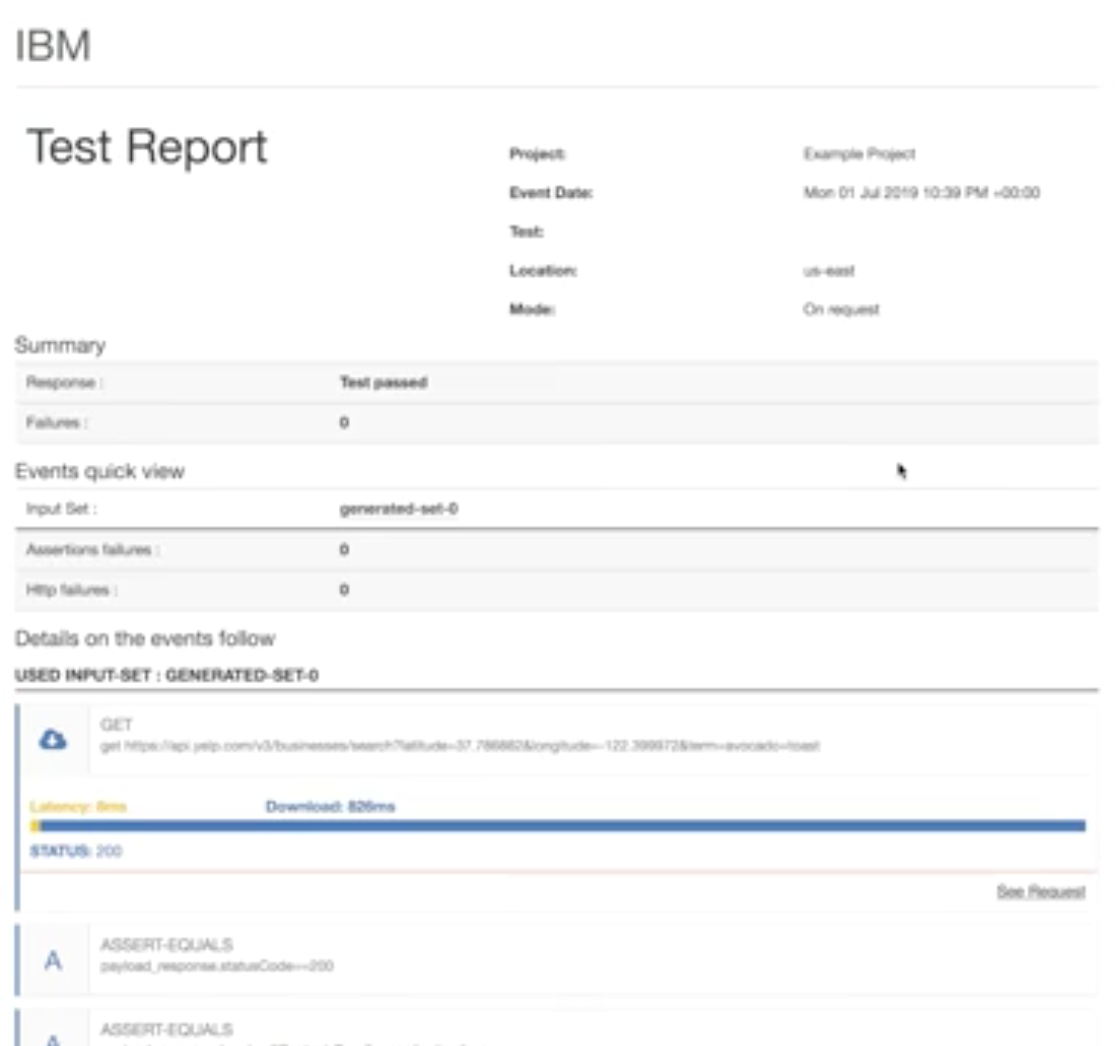 IBM
Test Report
Project: Example Project
Event Date: Mon 01 Jul 2019 10:39 PM +00:00
Test:
Location: us-east
Mode: On request
Summary
Response : Test passed
Failures : 0
Events quick view
Input Set : generated-set-0
Assertions failures : 0
Http failures : 0
Details on the events follow
USED INPUT-SET : GENERATED-SET-0
GET
get https://api.yelp.com/v3/businesses/search?latitude=37.786882&longitude=-122.399972&term=avocado+toast
Latency: 8ms Download: 826ms
STATUS: 200
See Request
A
ASSERT-EQUALS
payload_response.statusCode==200
A
ASSERT-EQUALS